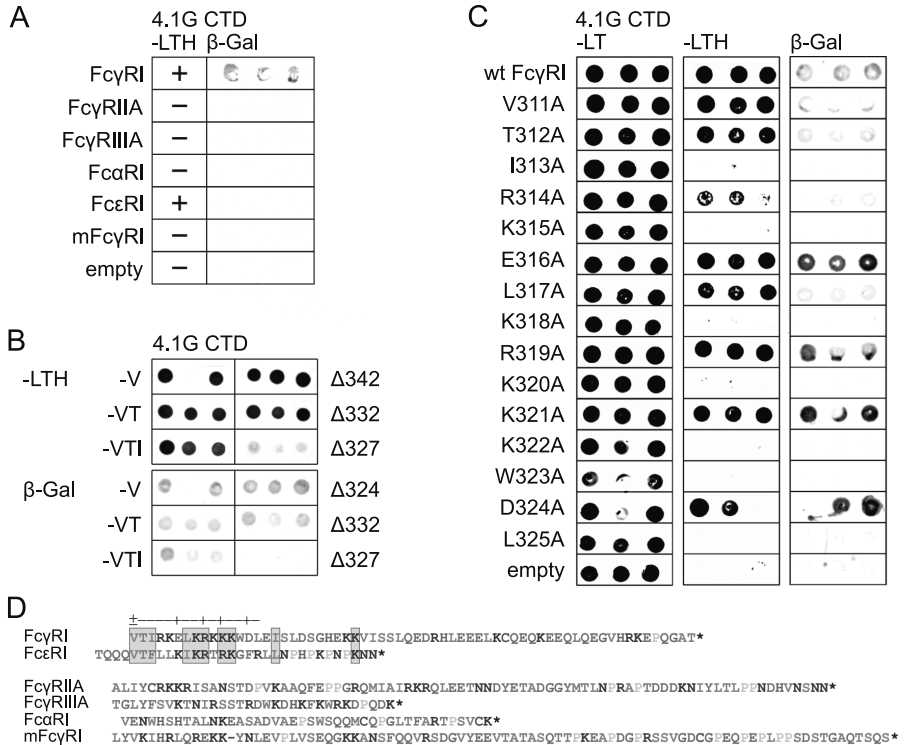 A
4.1G CTD
-LTH β-Gal
FcγRI +
FcγRIIA −
FcγRIIIA −
FcαRI −
FcεRI +
mFcγRI −
empty −
B
4.1G CTD
-LTH -V Δ342
-VT Δ332
-VTI Δ327
β-Gal -V Δ324
-VT Δ332
-VTI Δ327
C
4.1G CTD
-LT -LTH β-Gal
wt FcγRI
V311A
T312A
I313A
R314A
K315A
E316A
L317A
K318A
R319A
K320A
K321A
K322A
W323A
D324A
L325A
empty
D
±----+--+-+--–
FcγRI VTIRKELKRKKKWDLEISLDSGHEKKVISSLQEDRHLEEELKCQEQKEEQLQEGVHRKEPQGAT*
FcεRI TQQQVTFLLKIKRTRKGFRLLNPHPKPNPKNN*
FcγRIIA ALIYCRKKRISANSTDPVKAAQFEPPGRQMIAIRKRQLEETNNDYETADGGYMTLNPRAPTDDDKNIYLTLPPNDHVNSNN*
FcγRIIIA TGLYFSVKTNIRSSTRDWKDHKFKWRKDPQDK*
FcαRI VENWHSHTALNKEASADVAEPSWSQQMCQPGLTFARTPSVCK*
mFcγRI LYVKIHRLQREKK-YNLEVPLVSEQGKKANSFQQVRSDGVYEEVTATASQTTPKEAPDGPRSSVGDCGPEQPEPLPPSDSTGAQTSQS*